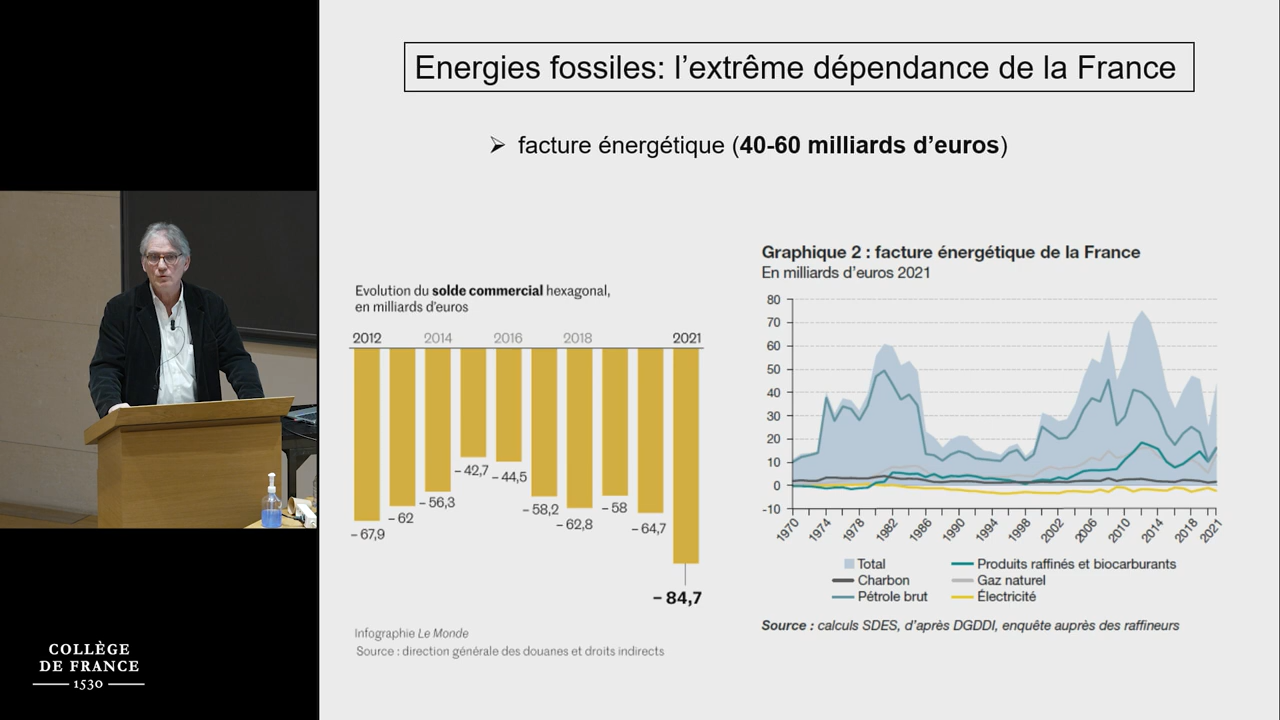 Energies fossiles: l’extrême dépendance de la France
➢ facture énergétique (40-60 milliards d’euros)
Evolution du solde commercial hexagonal,
en milliards d’euros
2012 2014 2016 2018 2021
– 67,9
– 62
– 56,3
– 42,7
– 44,5
– 58,2
– 62,8
– 58
– 64,7
– 84,7
Infographie Le Monde
Source : direction générale des douanes et droits indirects
Graphique 2 : facture énergétique de la France
En milliards d’euros 2021
80
70
60
50
40
30
20
10
0
-10
1970 1974 1978 1982 1986 1990 1994 1998 2002 2006 2010 2014 2018 2021
Total
Produits raffinés et biocarburants
Charbon
Gaz naturel
Pétrole brut
Électricité
Source : calculs SDES, d’après DGDDI, enquête auprès des raffineurs
COLLÈGE
DE FRANCE
1530